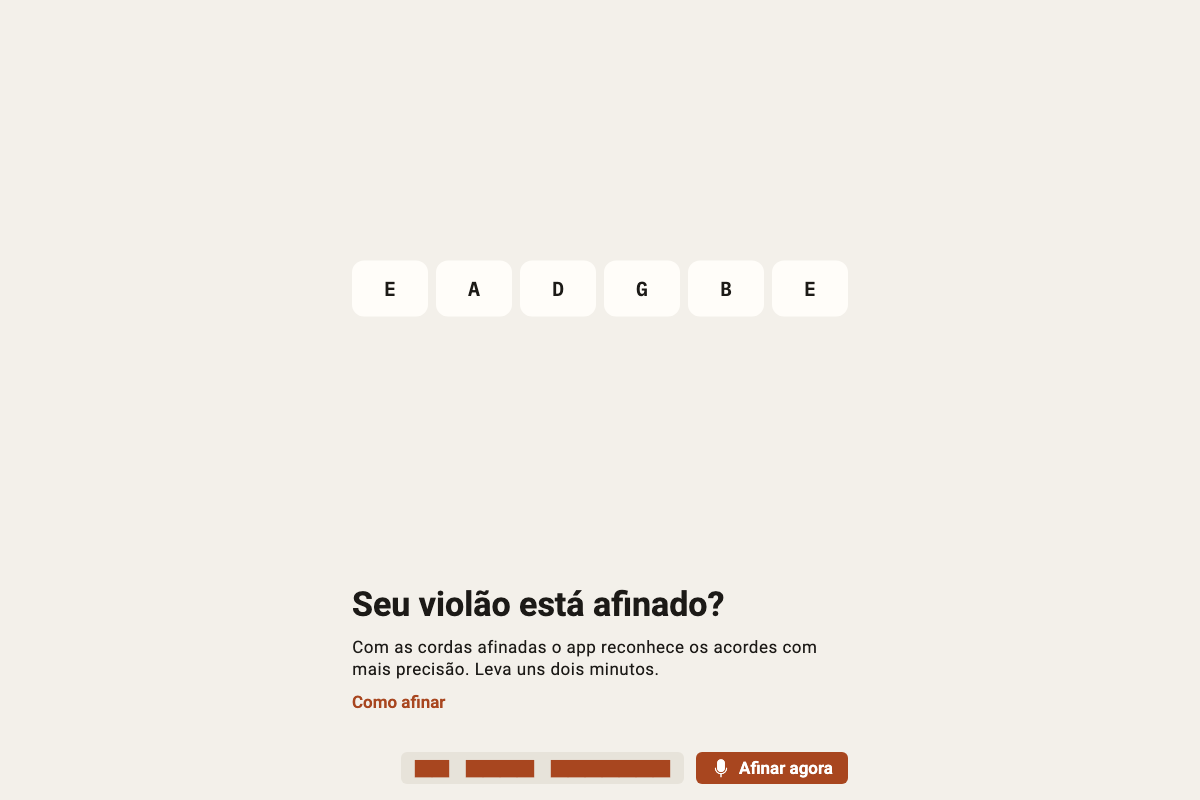 E A D G B E
Seu violão está afinado?
Com as cordas afinadas o app reconhece os acordes com
mais precisão. Leva uns dois minutos.
Como afinar
Afinar agora